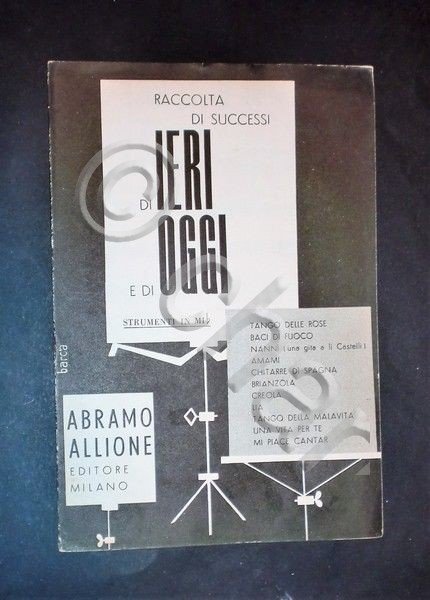 RACCOLTA
DI SUCCESSI
DI IERI
E DI OGGI
STRUMENTI IN MI♭
TANGO DELLE ROSE
BACI DI FUOCO
NANNI (una gita a li Castelli)
AMAMI
CHITARRE DI SPAGNA
BRIANZOLA
CREOLA
LIA
TANGO DELLA MALAVITA
UNA VITA PER TE
MI PIACE CANTAR
barca
ABRAMO
ALLIONE
EDITORE
MILANO